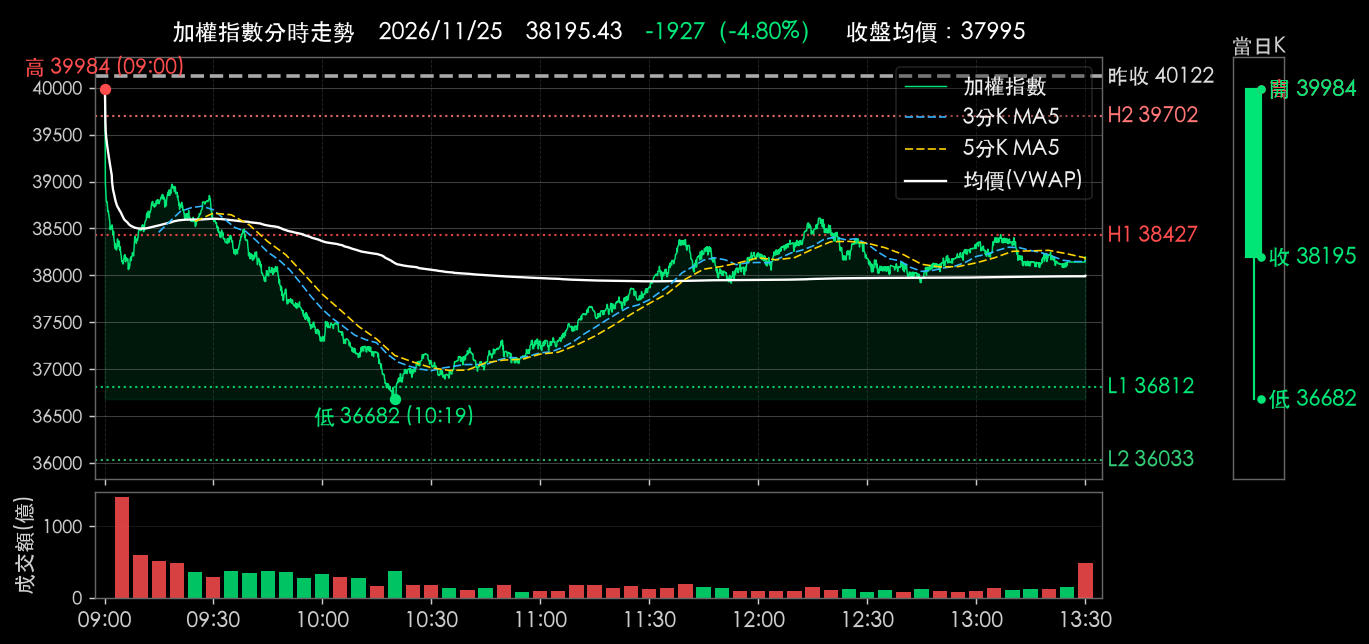 加權指數分時走勢 2026/11/25 38195.43 -1927 (-4.80%) 收盤均價：37995
高 39984 (09:00)
當日K
昨收 40122
40000
加權指數
開 39984
高
H2 39702
3分K MA5
39500
5分K MA5
39000
均價(VWAP)
38500
H1 38427
收 38195
38000
37500
37000
L1 36812
低 36682
低 36682 (10:19)
36500
L2 36033
36000
成交額(億)
1000
0
09:00 09:30 10:00 10:30 11:00 11:30 12:00 12:30 13:00 13:30